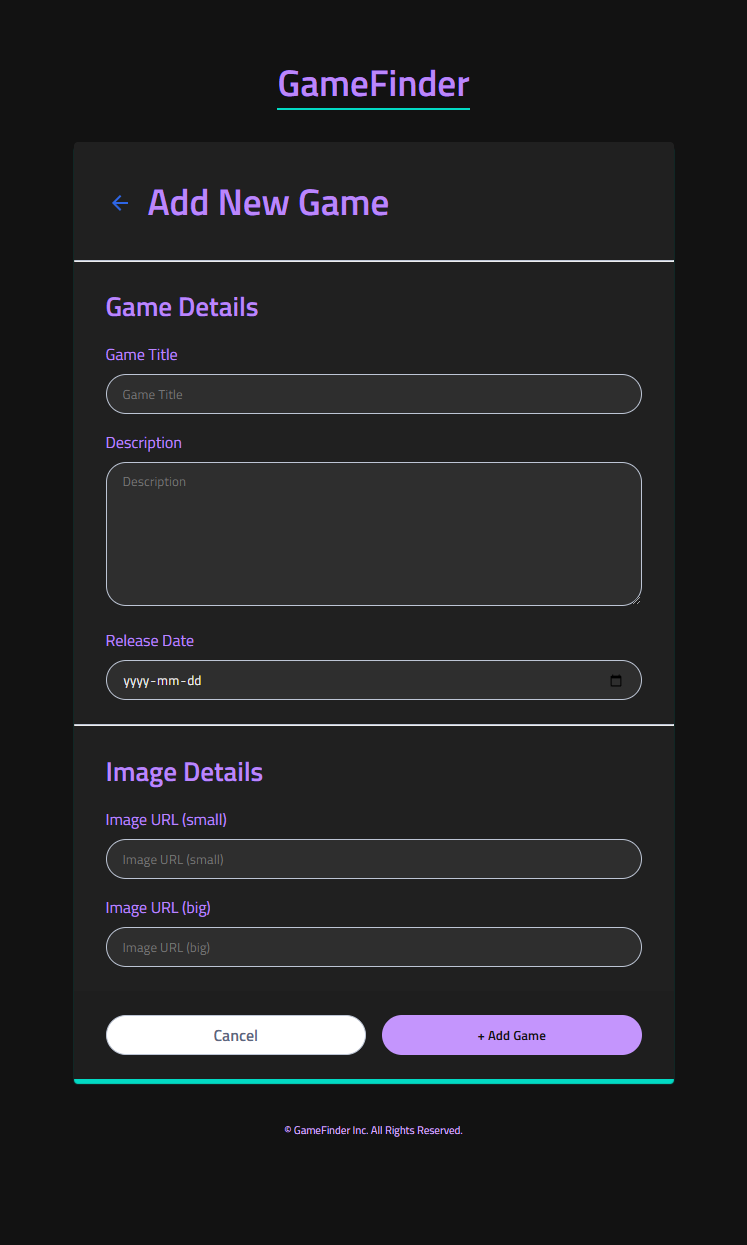 GameFinder
Add New Game
Game Details
Game Title
Game Title
Description
Description
Release Date
yyyy-mm-dd
Image Details
Image URL (small)
Image URL (small)
Image URL (big)
Image URL (big)
Cancel
+ Add Game
© GameFinder Inc. All Rights Reserved.